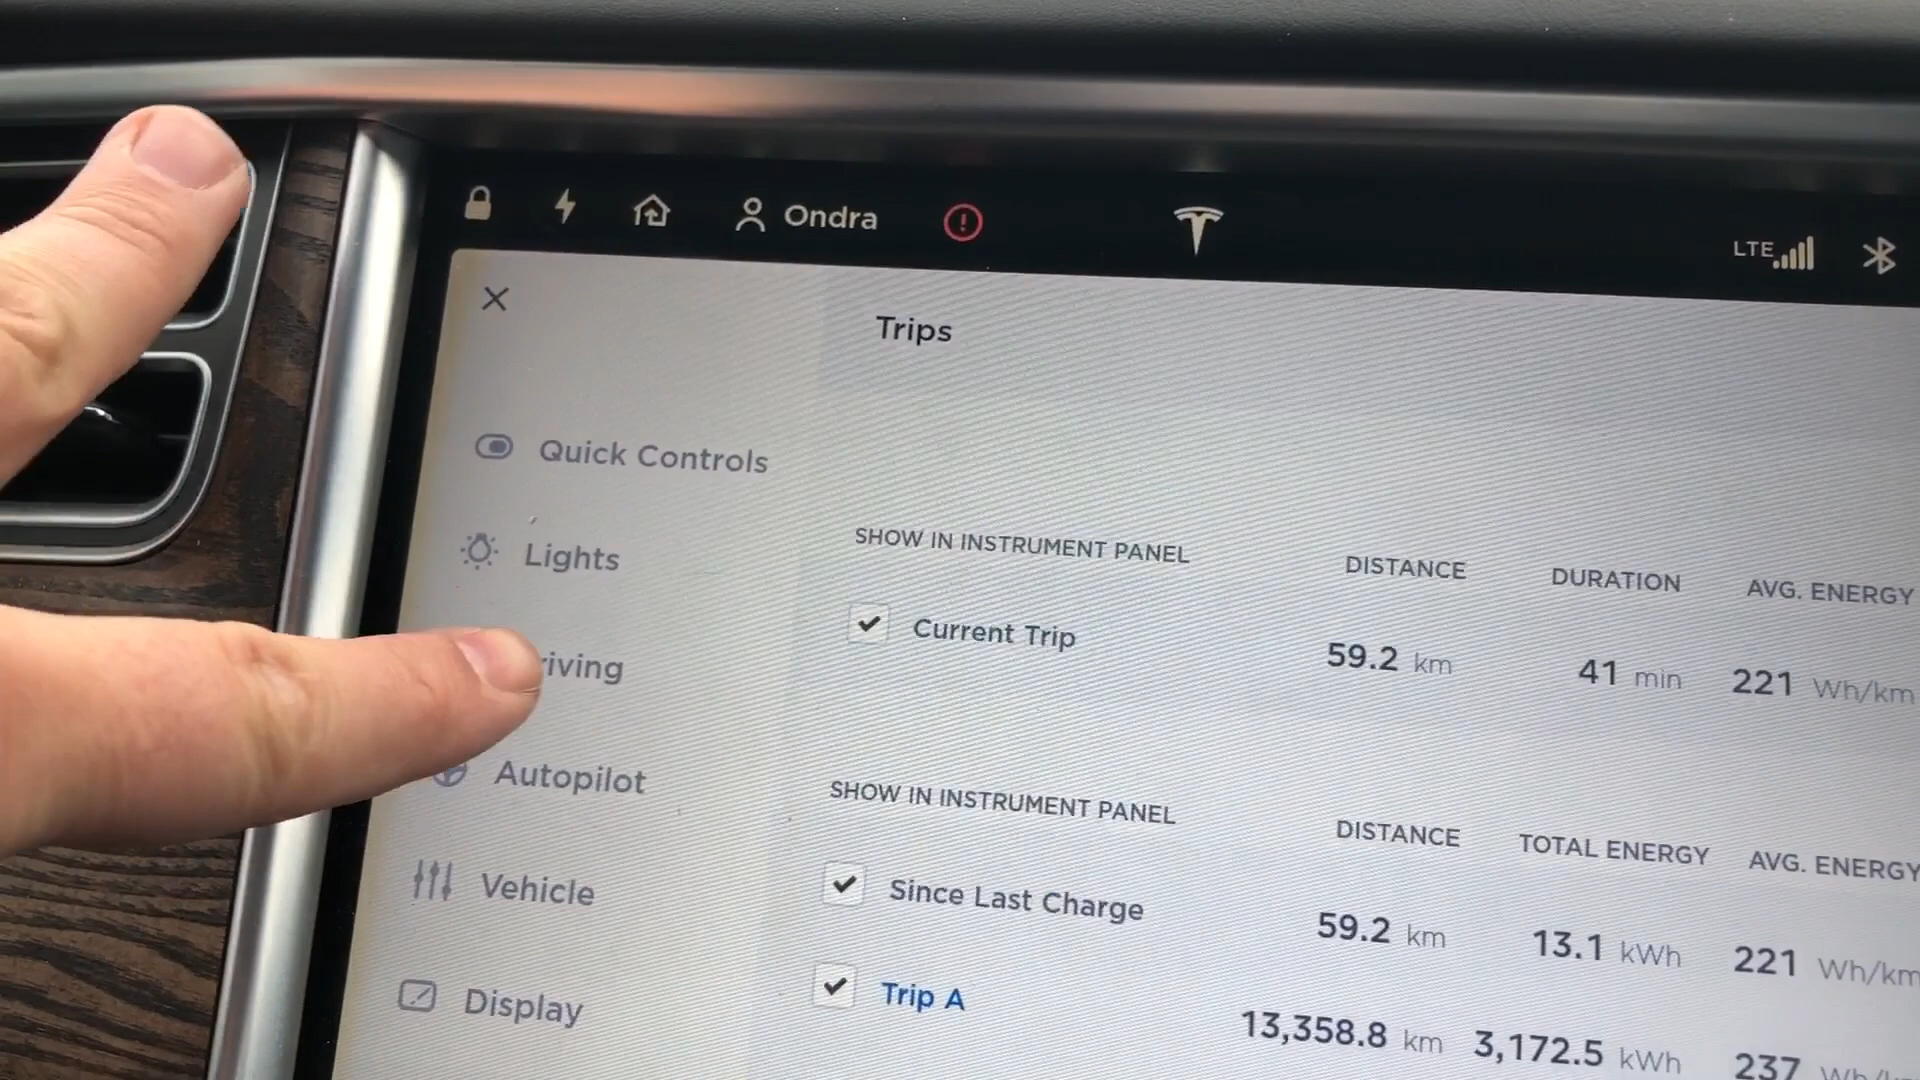 Ondra
LTE
Trips
Quick Controls
Lights
riving
Autopilot
Vehicle
Display
SHOW IN INSTRUMENT PANEL DISTANCE DURATION AVG. ENERGY
Current Trip 59.2 km 41 min 221 Wh/km
SHOW IN INSTRUMENT PANEL DISTANCE TOTAL ENERGY AVG. ENERGY
Since Last Charge 59.2 km 13.1 kWh 221 Wh/km
Trip A 13,358.8 km 3,172.5 kWh 237